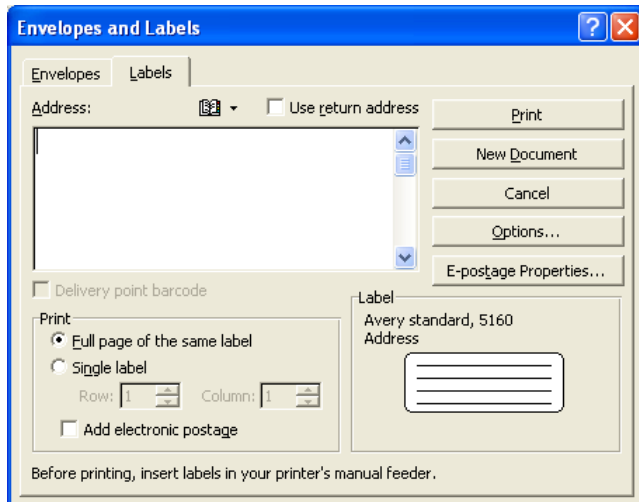 Envelopes and Labels
Envelopes
Labels
Address:
Use return address
Print
New Document
Cancel
Options...
E-postage Properties...
Delivery point barcode
Print
Full page of the same label
Single label
Row: 1 Column: 1
Add electronic postage
Label
Avery standard, 5160
Address
Before printing, insert labels in your printer's manual feeder.